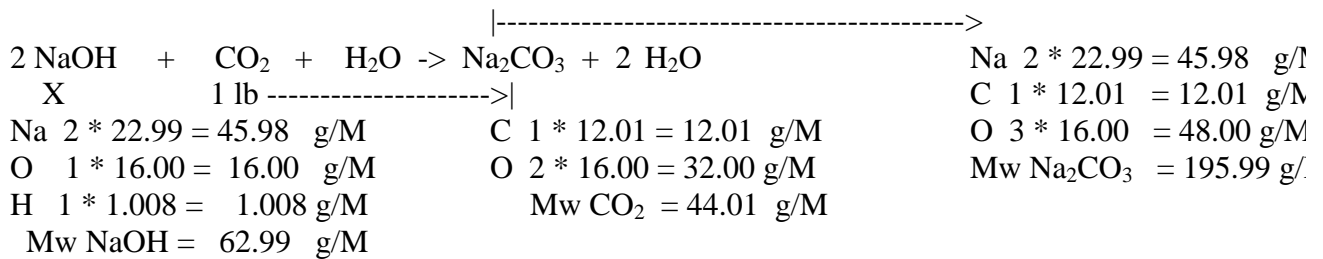 |-------------------------------------------->
2 NaOH + CO₂ + H₂O -> Na₂CO₃ + 2 H₂O Na 2 * 22.99 = 45.98 g/
X 1 lb --------------------->| C 1 * 12.01 = 12.01 g/M
Na 2 * 22.99 = 45.98 g/M C 1 * 12.01 = 12.01 g/M O 3 * 16.00 = 48.00 g/M
O 1 * 16.00 = 16.00 g/M O 2 * 16.00 = 32.00 g/M Mw Na₂CO₃ = 195.99 g/
H 1 * 1.008 = 1.008 g/M Mw CO₂ = 44.01 g/M
Mw NaOH = 62.99 g/M